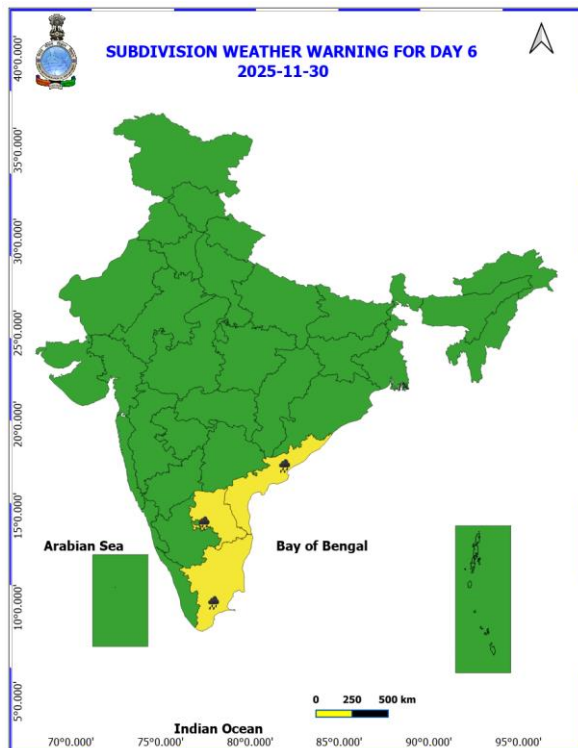 SUBDIVISION WEATHER WARNING FOR DAY 6
2025-11-30
40°0.000'
35°0.000'
30°0.000'
25°0.000'
20°0.000'
15°0.000'
10°0.000'
5°0.000'
Arabian Sea
Bay of Bengal
0 250 500 km
Indian Ocean
70°0.000' 75°0.000' 80°0.000' 85°0.000' 90°0.000' 95°0.000'